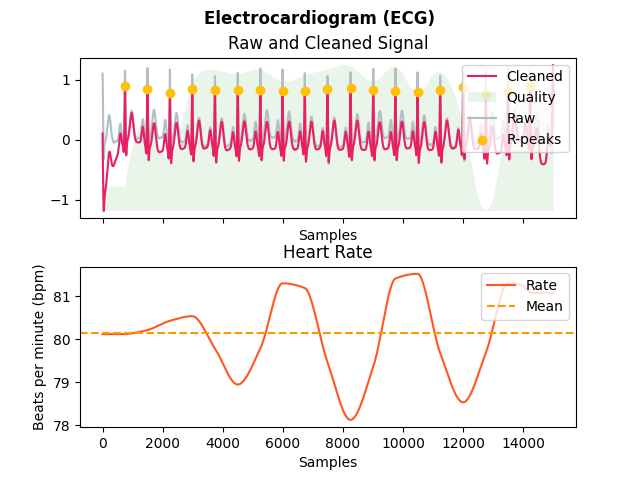 Electrocardiogram (ECG)
Raw and Cleaned Signal
1
0
−1
Cleaned
Quality
Raw
R-peaks
Samples
Heart Rate
Beats per minute (bpm)
81
80
79
78
Rate
Mean
0 2000 4000 6000 8000 10000 12000 14000
Samples